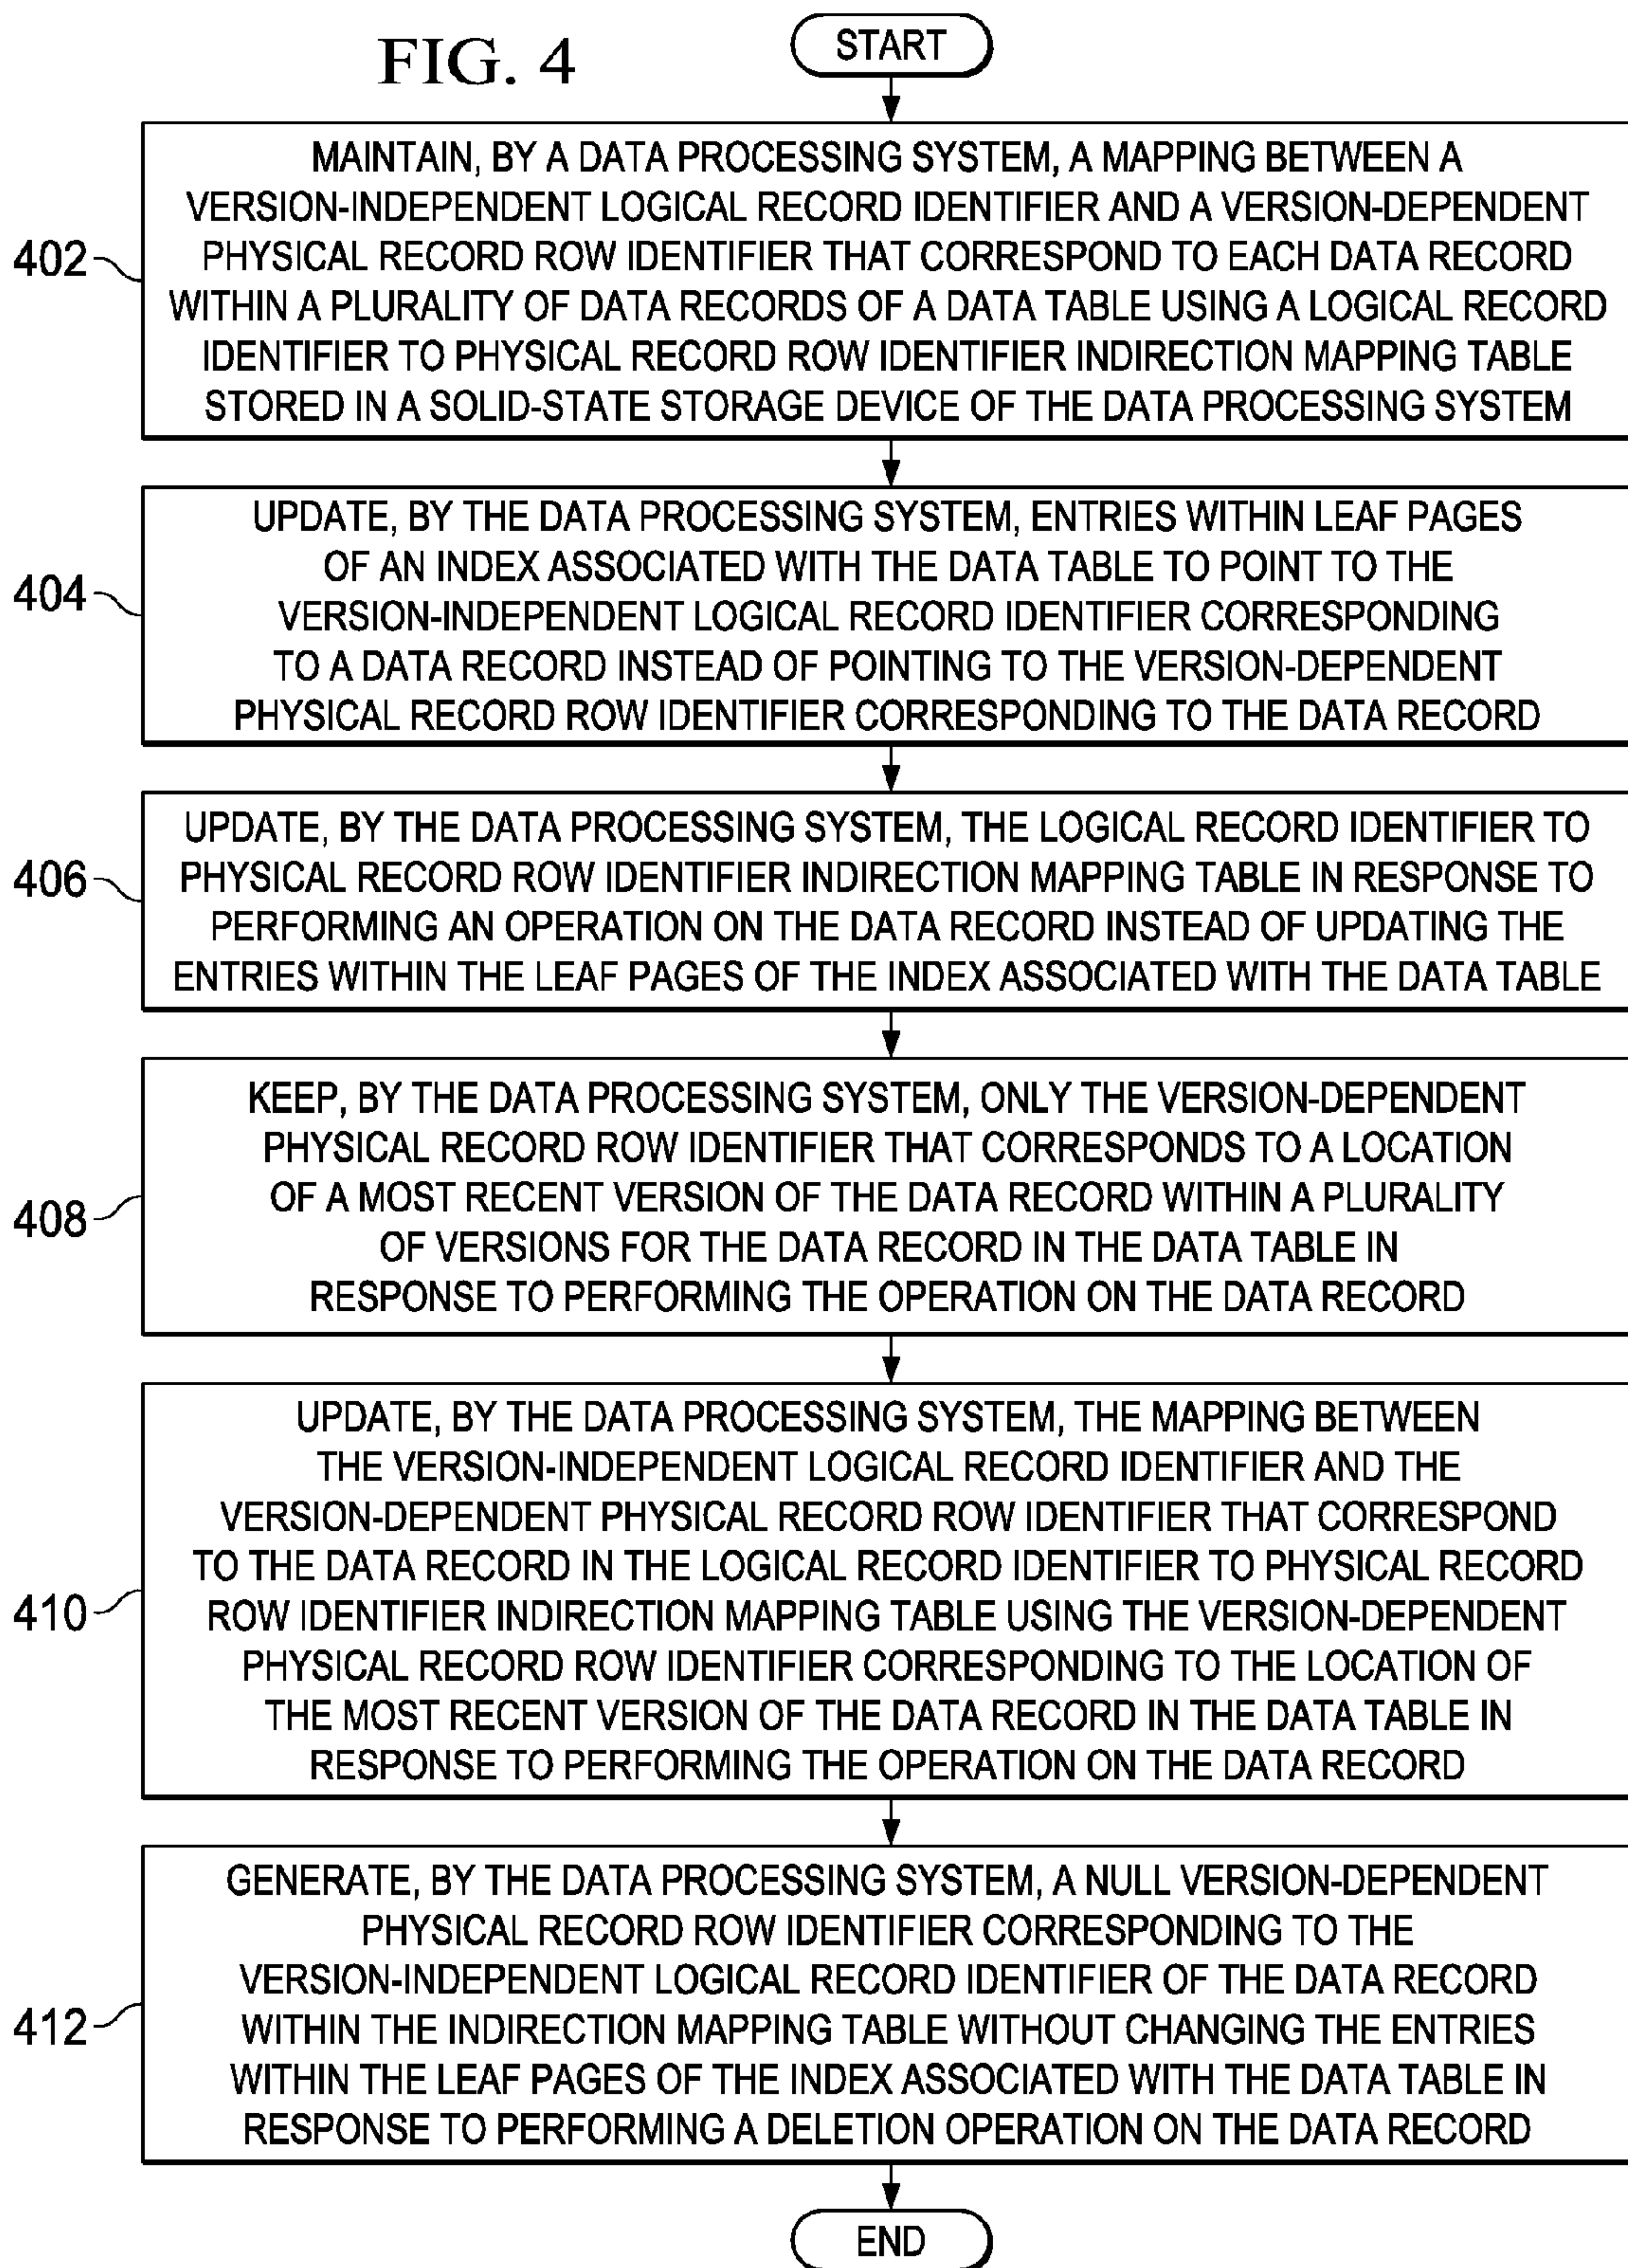 FIG. 4
START
402
MAINTAIN, BY A DATA PROCESSING SYSTEM, A MAPPING BETWEEN A
VERSION-INDEPENDENT LOGICAL RECORD IDENTIFIER AND A VERSION-DEPENDENT
PHYSICAL RECORD ROW IDENTIFIER THAT CORRESPOND TO EACH DATA RECORD
WITHIN A PLURALITY OF DATA RECORDS OF A DATA TABLE USING A LOGICAL RECORD
IDENTIFIER TO PHYSICAL RECORD ROW IDENTIFIER INDIRECTION MAPPING TABLE
STORED IN A SOLID-STATE STORAGE DEVICE OF THE DATA PROCESSING SYSTEM
404
UPDATE, BY THE DATA PROCESSING SYSTEM, ENTRIES WITHIN LEAF PAGES
OF AN INDEX ASSOCIATED WITH THE DATA TABLE TO POINT TO THE
VERSION-INDEPENDENT LOGICAL RECORD IDENTIFIER CORRESPONDING
TO A DATA RECORD INSTEAD OF POINTING TO THE VERSION-DEPENDENT
PHYSICAL RECORD ROW IDENTIFIER CORRESPONDING TO THE DATA RECORD
406
UPDATE, BY THE DATA PROCESSING SYSTEM, THE LOGICAL RECORD IDENTIFIER TO
PHYSICAL RECORD ROW IDENTIFIER INDIRECTION MAPPING TABLE IN RESPONSE TO
PERFORMING AN OPERATION ON THE DATA RECORD INSTEAD OF UPDATING THE
ENTRIES WITHIN THE LEAF PAGES OF THE INDEX ASSOCIATED WITH THE DATA TABLE
408
KEEP, BY THE DATA PROCESSING SYSTEM, ONLY THE VERSION-DEPENDENT
PHYSICAL RECORD ROW IDENTIFIER THAT CORRESPONDS TO A LOCATION
OF A MOST RECENT VERSION OF THE DATA RECORD WITHIN A PLURALITY
OF VERSIONS FOR THE DATA RECORD IN THE DATA TABLE IN
RESPONSE TO PERFORMING THE OPERATION ON THE DATA RECORD
410
UPDATE, BY THE DATA PROCESSING SYSTEM, THE MAPPING BETWEEN
THE VERSION-INDEPENDENT LOGICAL RECORD IDENTIFIER AND THE
VERSION-DEPENDENT PHYSICAL RECORD ROW IDENTIFIER THAT CORRESPOND
TO THE DATA RECORD IN THE LOGICAL RECORD IDENTIFIER TO PHYSICAL RECORD
ROW IDENTIFIER INDIRECTION MAPPING TABLE USING THE VERSION-DEPENDENT
PHYSICAL RECORD ROW IDENTIFIER CORRESPONDING TO THE LOCATION OF
THE MOST RECENT VERSION OF THE DATA RECORD IN THE DATA TABLE IN
RESPONSE TO PERFORMING THE OPERATION ON THE DATA RECORD
412
GENERATE, BY THE DATA PROCESSING SYSTEM, A NULL VERSION-DEPENDENT
PHYSICAL RECORD ROW IDENTIFIER CORRESPONDING TO THE
VERSION-INDEPENDENT LOGICAL RECORD IDENTIFIER OF THE DATA RECORD
WITHIN THE INDIRECTION MAPPING TABLE WITHOUT CHANGING THE ENTRIES
WITHIN THE LEAF PAGES OF THE INDEX ASSOCIATED WITH THE DATA TABLE IN
RESPONSE TO PERFORMING A DELETION OPERATION ON THE DATA RECORD
END